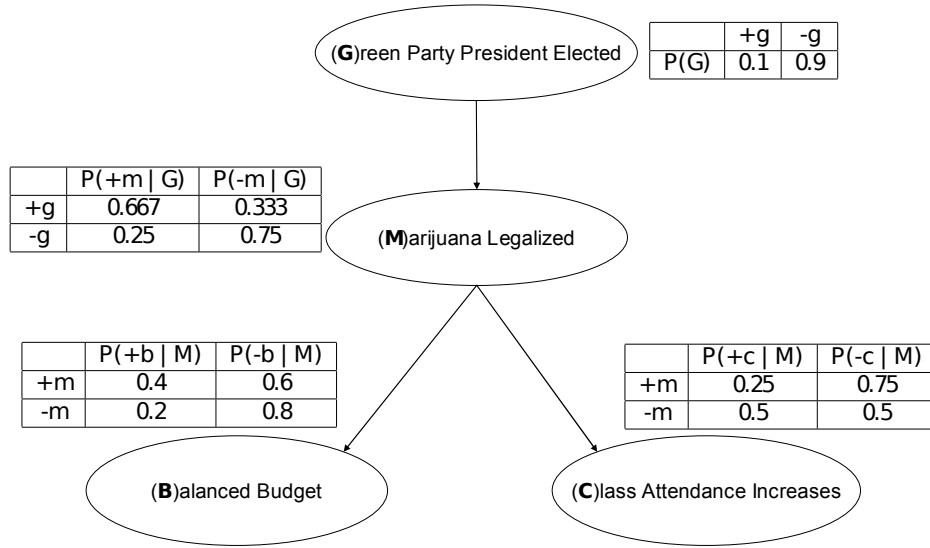 (G)reen Party President Elected
+g -g
P(G) 0.1 0.9
P(+m | G) P(-m | G)
+g 0.667 0.333
-g 0.25 0.75
(M)arijuana Legalized
P(+b | M) P(-b | M)
+m 0.4 0.6
-m 0.2 0.8
P(+c | M) P(-c | M)
+m 0.25 0.75
-m 0.5 0.5
(B)alanced Budget
(C)lass Attendance Increases